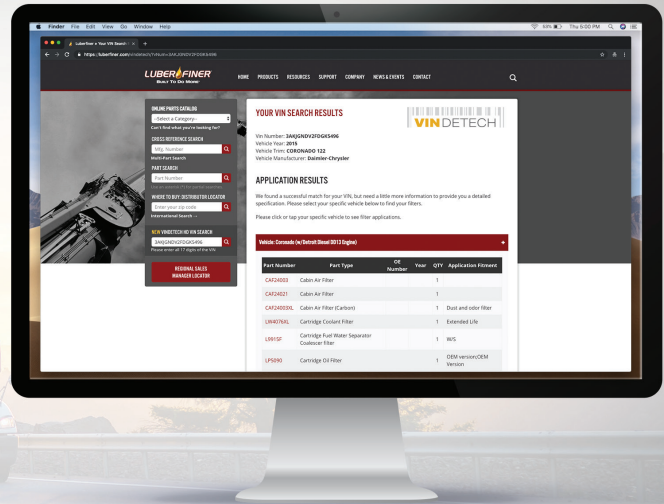 Finder File Edit View Go Window Help
53% Thu 5:00 PM
Luberfiner » Your VIN Search
LUBERFINER
BUILT TO DO MORE
HOME PRODUCTS RESOURCES SUPPORT COMPANY NEWS & EVENTS CONTACT
ONLINE PARTS CATALOG
--Select a Category--
Can't find what you're looking for?
CROSS REFERENCE SEARCH
Mfg. Number
Multi-Part Search
PART SEARCH
Part Number
WHERE TO BUY: DISTRIBUTOR LOCATOR
Enter your zip code
International Search
NEW VINDETECH HD VIN SEARCH
3AKJGNDV2FDGK5496
Please enter all 17 digits of the VIN
REGIONAL SALES
MANAGER LOCATOR
YOUR VIN SEARCH RESULTS
VINDETECH
Vin Number: 3AKJGNDV2FDGK5496
Vehicle Year: 2015
Vehicle Trim: CORONADO 122
Vehicle Manufacturer: Daimler-Chrysler
APPLICATION RESULTS
We found a successful match for your VIN, but need a little more information to provide you a detailed
specification. Please select your specific vehicle below to find your filters.
Please click or tap your specific vehicle to see filter applications.
Vehicle: Coronado (w/Detroit Diesel DD13 Engine) +
Part Number Part Type OE Number Year QTY Application Fitment
CAF24003 Cabin Air Filter 1
CAF24021 Cabin Air Filter 1
CAF24003XL Cabin Air Filter (Carbon) 1 Dust and odor filter
LW4076XL Cartridge Coolant Filter 1 Extended Life
L9915F Cartridge Fuel Water Separator
Coalescer filter 1 W/S
LP5090 Cartridge Oil Filter 1 OEM version;OEM
Version